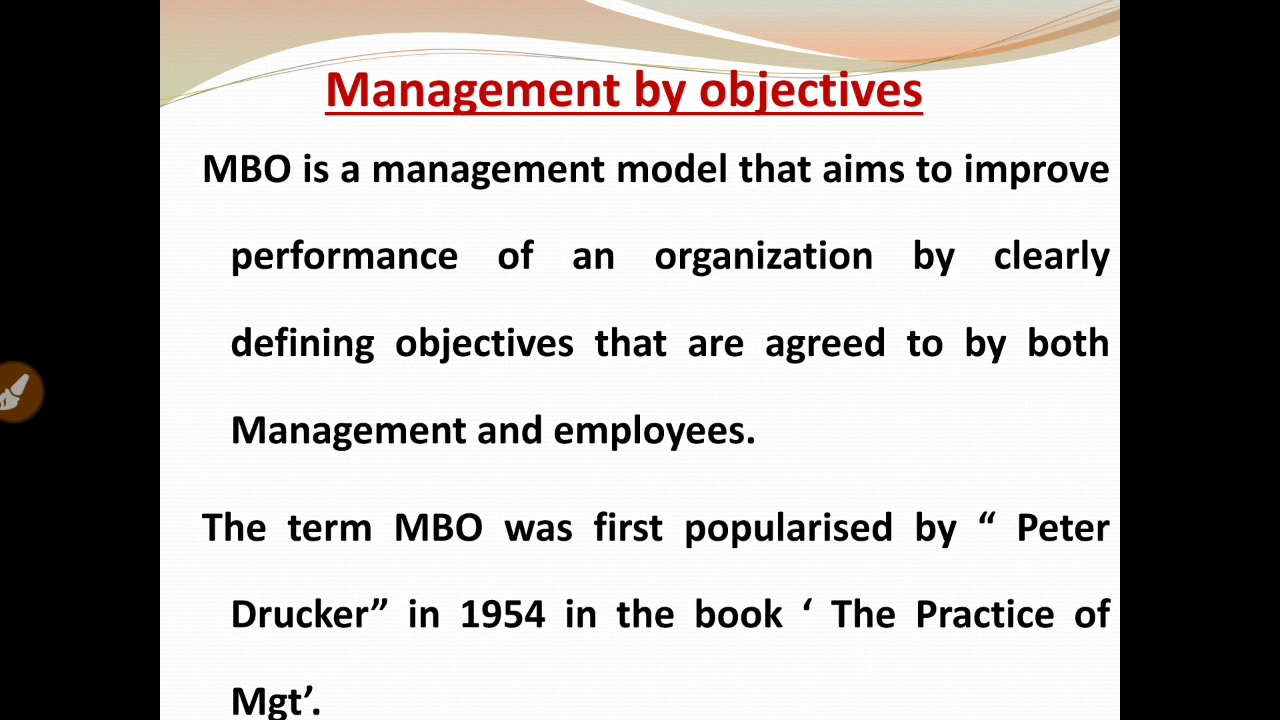 Management by objectives
MBO is a management model that aims to improve
performance of an organization by clearly
defining objectives that are agreed to by both
Management and employees.
The term MBO was first popularised by “ Peter
Drucker” in 1954 in the book ‘ The Practice of
Mgt’.